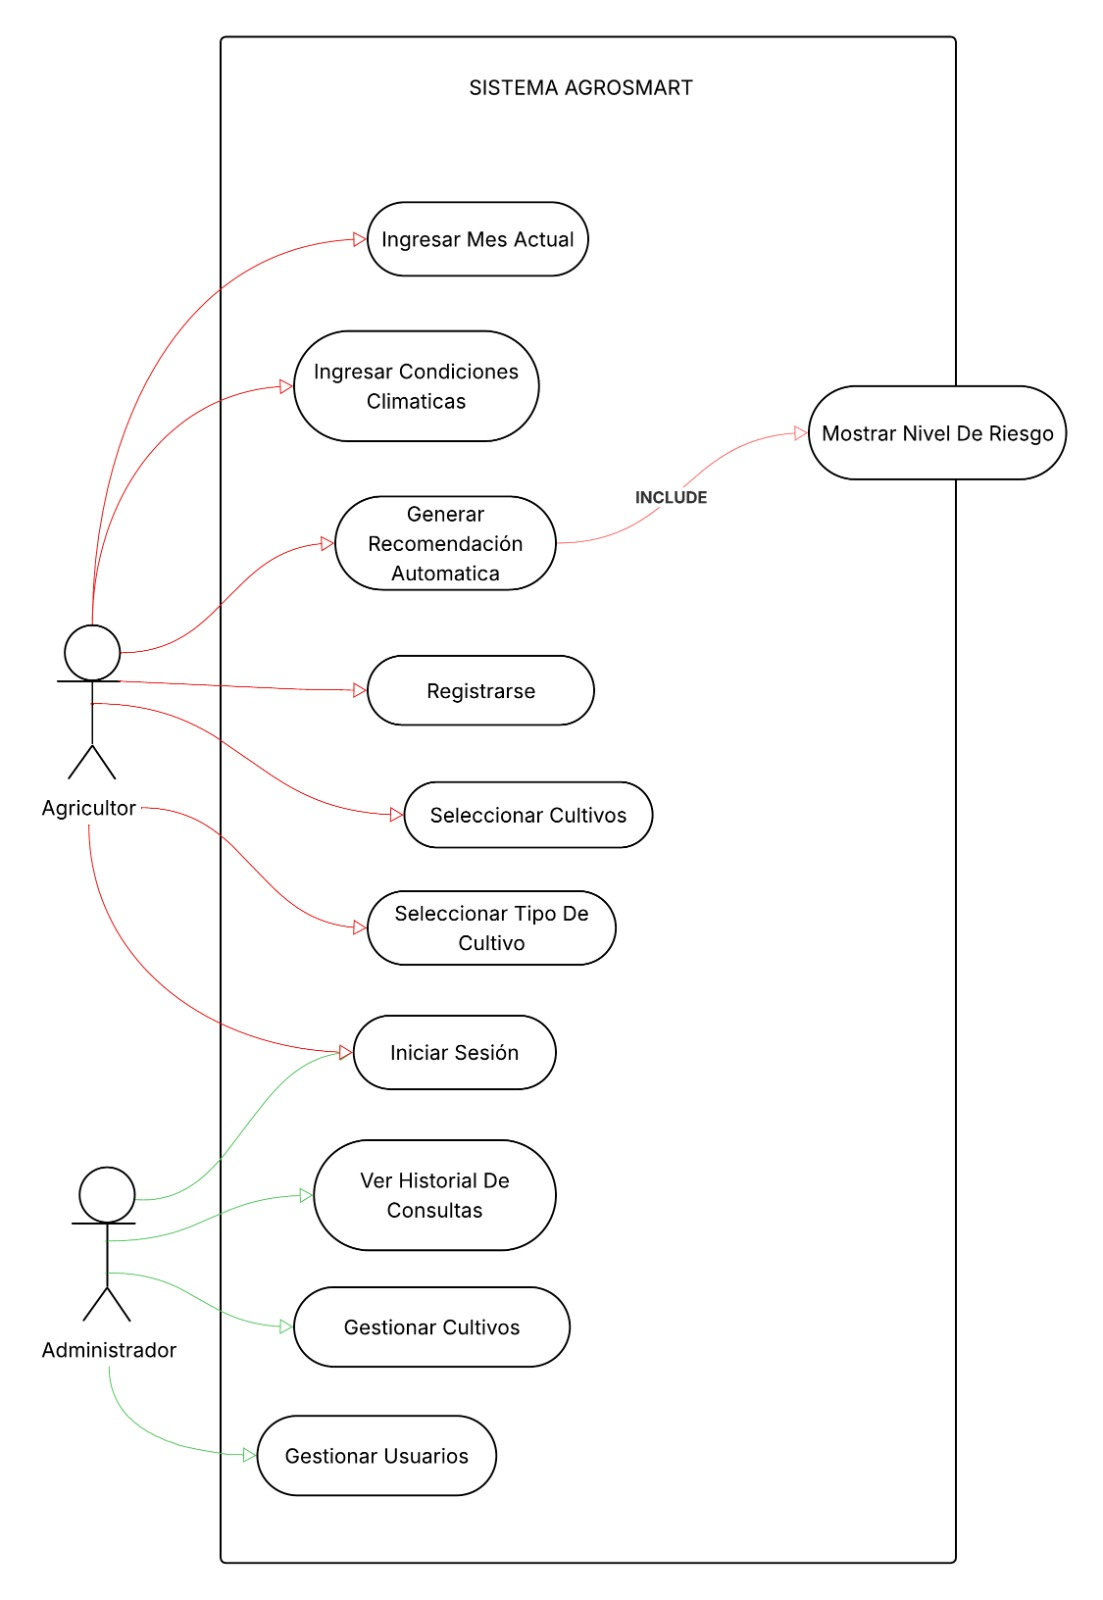 SISTEMA AGROSMART
Ingresar Mes Actual
Ingresar Condiciones
Climaticas
Mostrar Nivel De Riesgo
INCLUDE
Generar
Recomendación
Automatica
Registrarse
Agricultor
Seleccionar Cultivos
Seleccionar Tipo De
Cultivo
Iniciar Sesión
Ver Historial De
Consultas
Gestionar Cultivos
Administrador
Gestionar Usuarios